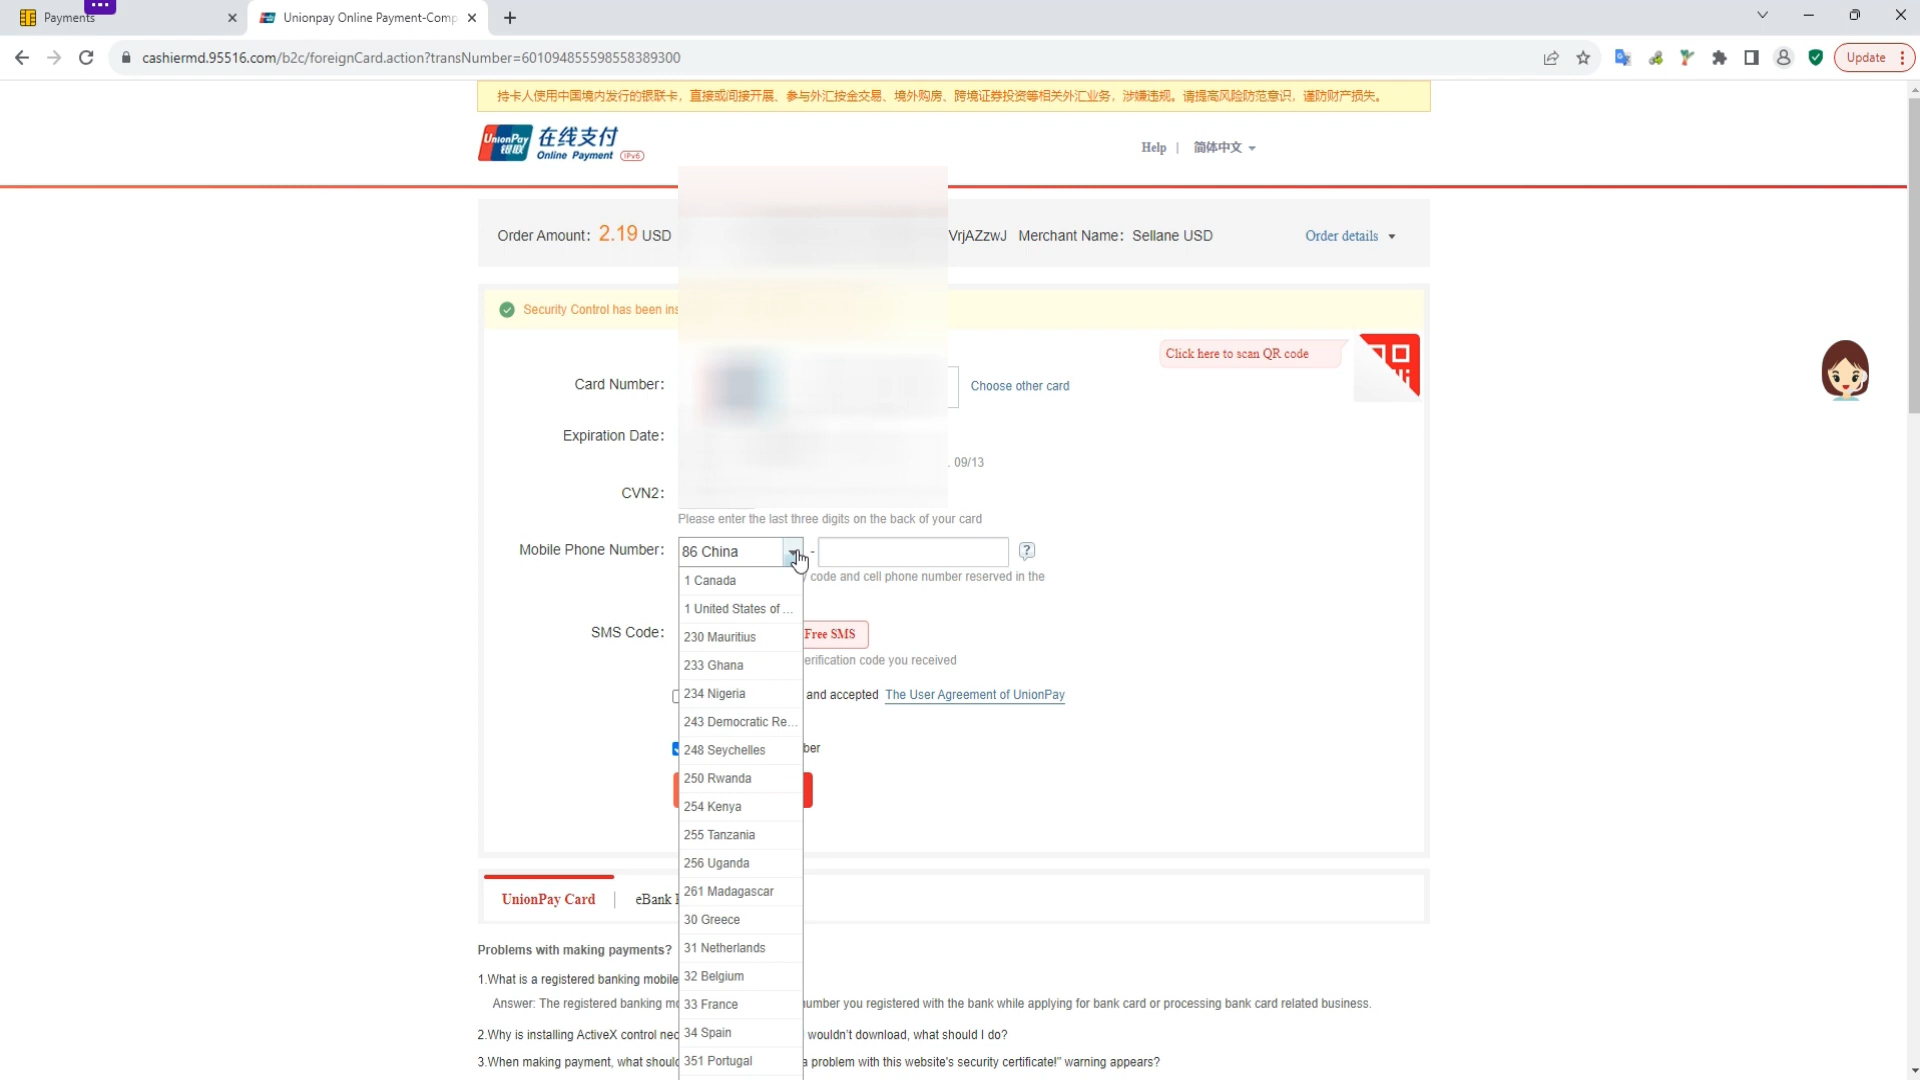 Payments
Unionpay Online Payment-Comp
cashiermd.95516.com/b2c/foreignCard.action?transNumber=601094855598558389300
Update
持卡人使用中国境内发行的银联卡，直接或间接开展、参与外汇按金交易、境外购房、跨境证券投资等相关外汇业务，涉嫌违规。请提高风险防范意识，谨防财产损失。
UnionPay 银联 在线支付 Online Payment IPv6
Help | 简体中文
Order Amount: 2.19 USD VrjAZzwJ Merchant Name: Sellane USD Order details
Security Control has been ins
Click here to scan QR code
Card Number: Choose other card
Expiration Date:
. 09/13
CVN2:
Please enter the last three digits on the back of your card
Mobile Phone Number: 86 China - ?
code and cell phone number reserved in the
1 Canada
1 United States of ...
230 Mauritius
SMS Code: Free SMS
erification code you received
233 Ghana
234 Nigeria
and accepted The User Agreement of UnionPay
243 Democratic Re...
248 Seychelles
ber
250 Rwanda
254 Kenya
255 Tanzania
256 Uganda
261 Madagascar
UnionPay Card | eBank
30 Greece
31 Netherlands
32 Belgium
33 France
34 Spain
351 Portugal
Problems with making payments?
1.What is a registered banking mobile
Answer: The registered banking mo umber you registered with the bank while applying for bank card or processing bank card related business.
2.Why is installing ActiveX control nec wouldn't download, what should I do?
3.When making payment, what shoul a problem with this website's security certificate!" warning appears?